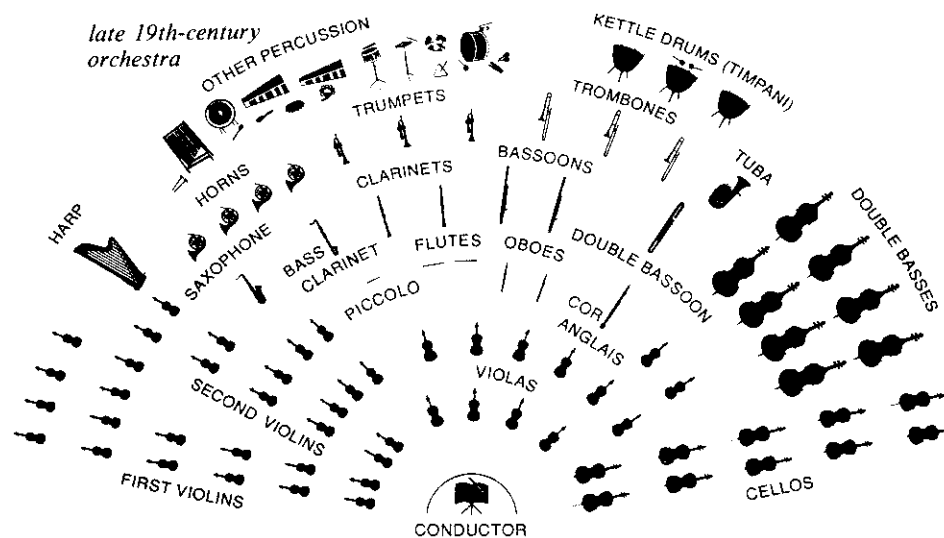 late 19th-century
orchestra
OTHER PERCUSSION
KETTLE DRUMS (TIMPANI)
TRUMPETS
TROMBONES
HORNS
CLARINETS
BASSOONS
TUBA
HARP
SAXOPHONE
BASS
CLARINET
FLUTES
OBOES
DOUBLE BASSOON
DOUBLE BASSES
PICCOLO
COR
ANGLAIS
SECOND VIOLINS
VIOLAS
FIRST VIOLINS
CELLOS
CONDUCTOR